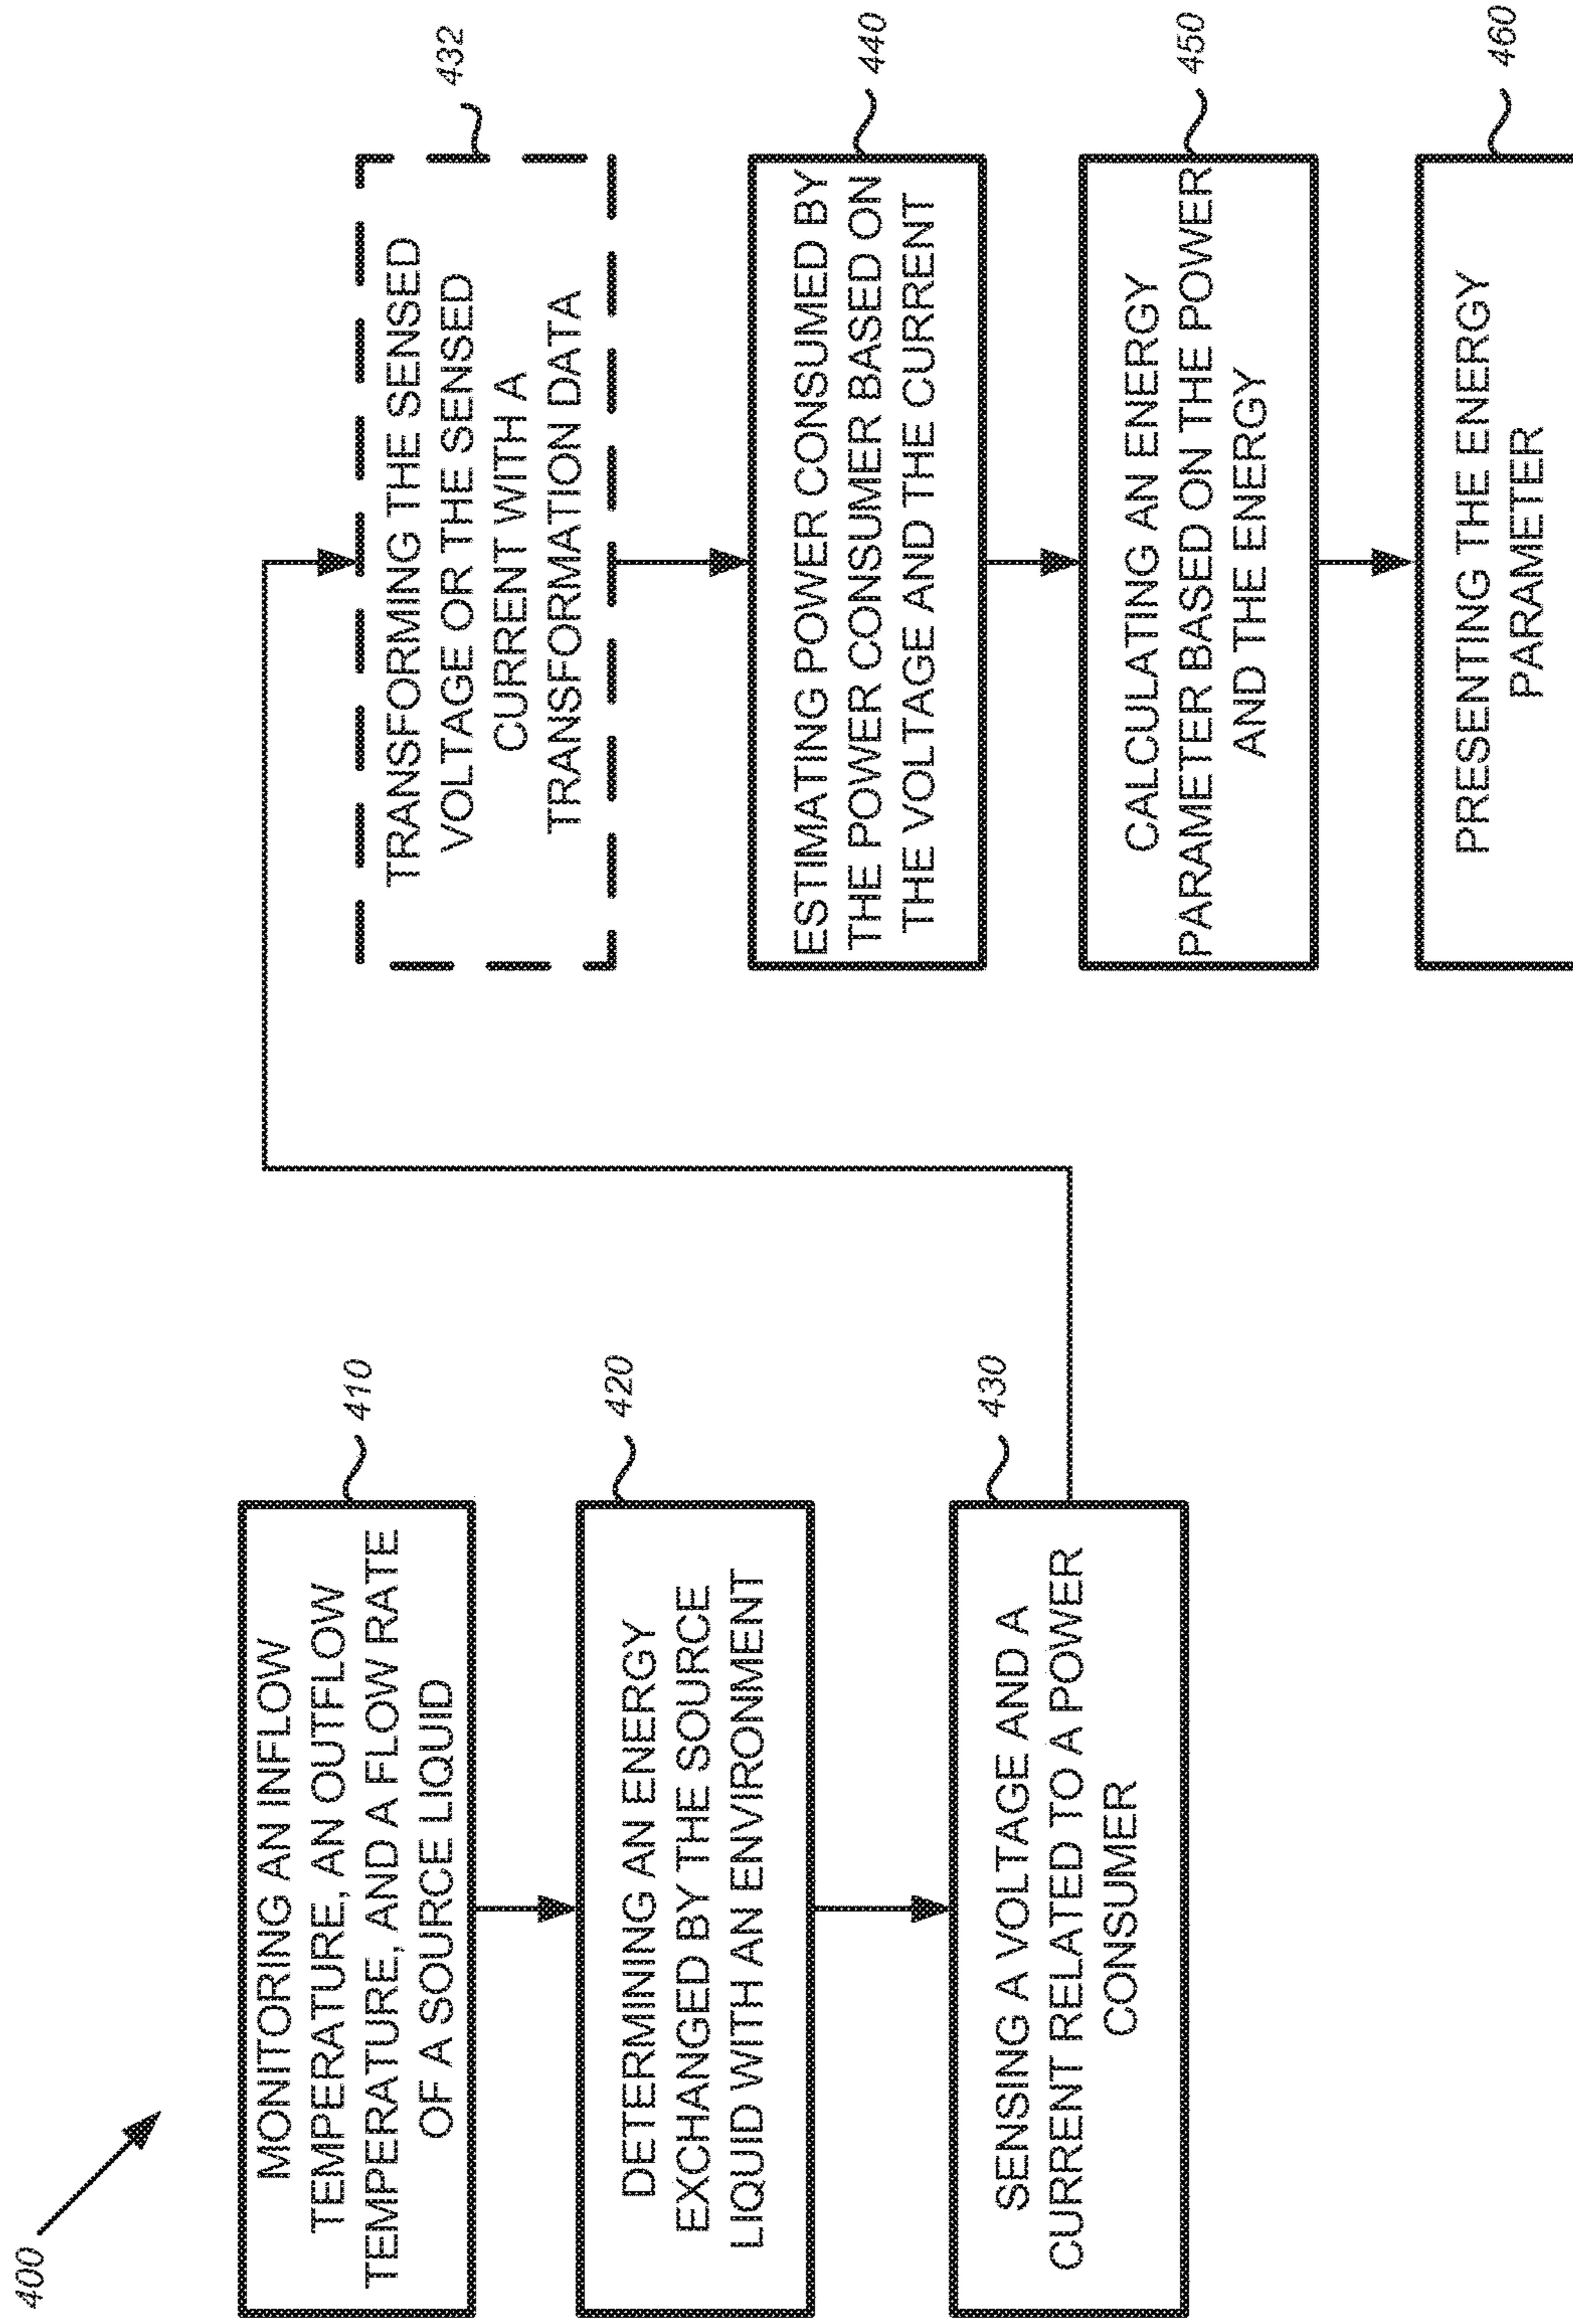 400
MONITORING AN INFLOW
TEMPERATURE, AN OUTFLOW
TEMPERATURE, AND A FLOW RATE
OF A SOURCE LIQUID
410
DETERMINING AN ENERGY
EXCHANGED BY THE SOURCE
LIQUID WITH AN ENVIRONMENT
420
SENSING A VOLTAGE AND A
CURRENT RELATED TO A POWER
CONSUMER
430
TRANSFORMING THE SENSED
VOLTAGE OR THE SENSED
CURRENT WITH A
TRANSFORMATION DATA
432
ESTIMATING POWER CONSUMED BY
THE POWER CONSUMER BASED ON
THE VOLTAGE AND THE CURRENT
440
CALCULATING AN ENERGY
PARAMETER BASED ON THE POWER
AND THE ENERGY
450
PRESENTING THE ENERGY
PARAMETER
460